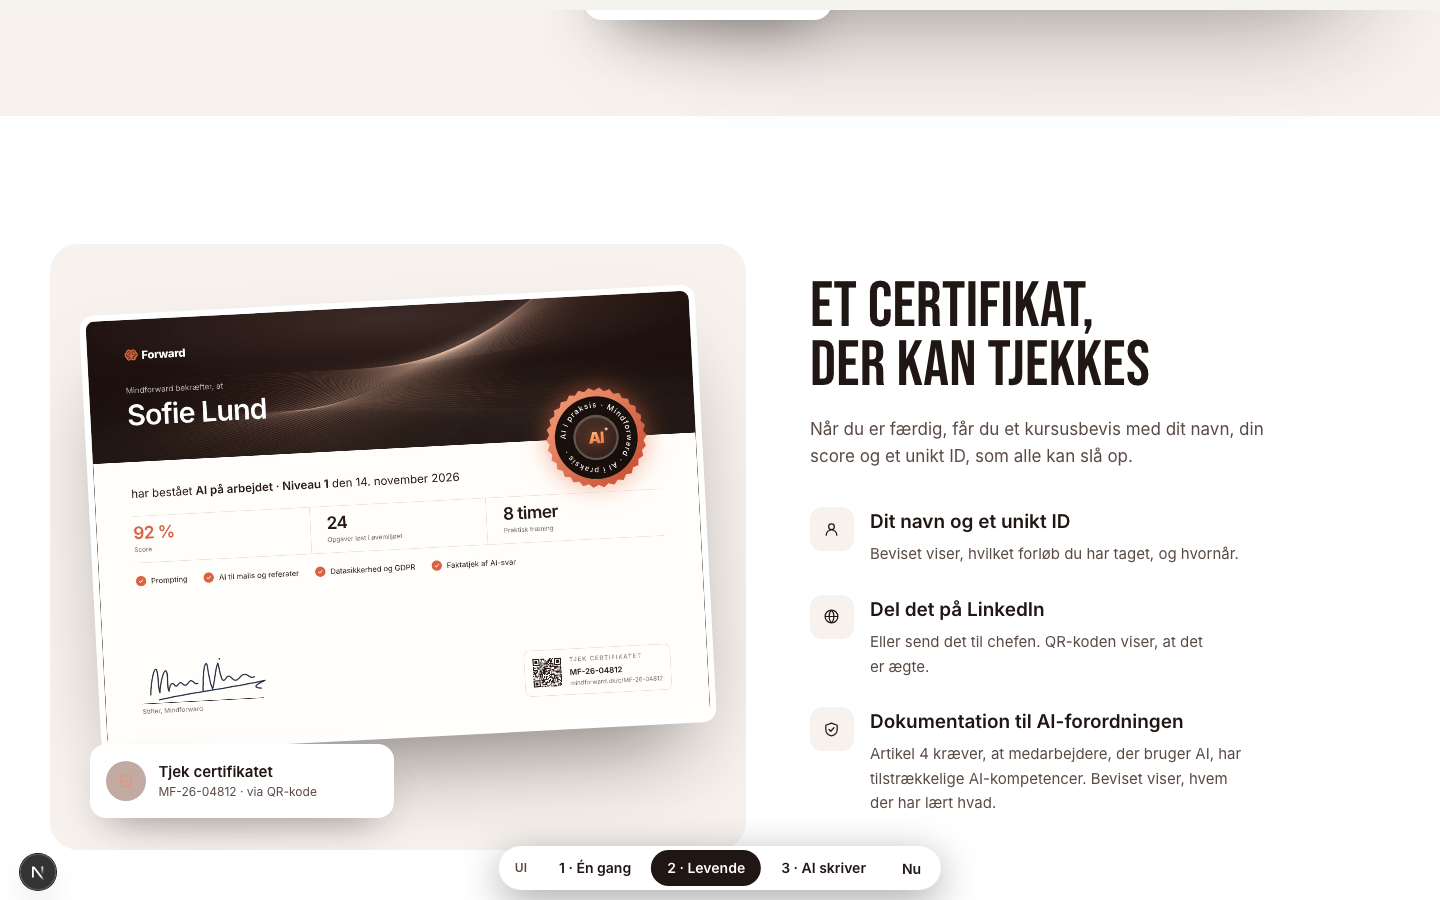 Forward
Mindforward bekræfter, at
Sofie Lund
AI i praksis · Mindforward · AI i praksis ·
AI
har bestået AI på arbejdet · Niveau 1 den 14. november 2026
92 %
Score
24
Opgaver løst i øvemiljøet
8 timer
Praktisk træning
Prompting
AI til mails og referater
Datasikkerhed og GDPR
Faktatjek af AI-svar
Stifter, Mindforward
TJEK CERTIFIKATET
MF-26-04812
mindforward.dk/c/MF-26-04812
Tjek certifikatet
MF-26-04812 · via QR-kode
ET CERTIFIKAT,
DER KAN TJEKKES
Når du er færdig, får du et kursusbevis med dit navn, din
score og et unikt ID, som alle kan slå op.
Dit navn og et unikt ID
Beviset viser, hvilket forløb du har taget, og hvornår.
Del det på LinkedIn
Eller send det til chefen. QR-koden viser, at det
er ægte.
Dokumentation til AI-forordningen
Artikel 4 kræver, at medarbejdere, der bruger AI, har
tilstrækkelige AI-kompetencer. Beviset viser, hvem
der har lært hvad.
UI
1 · Én gang
2 · Levende
3 · AI skriver
Nu
N